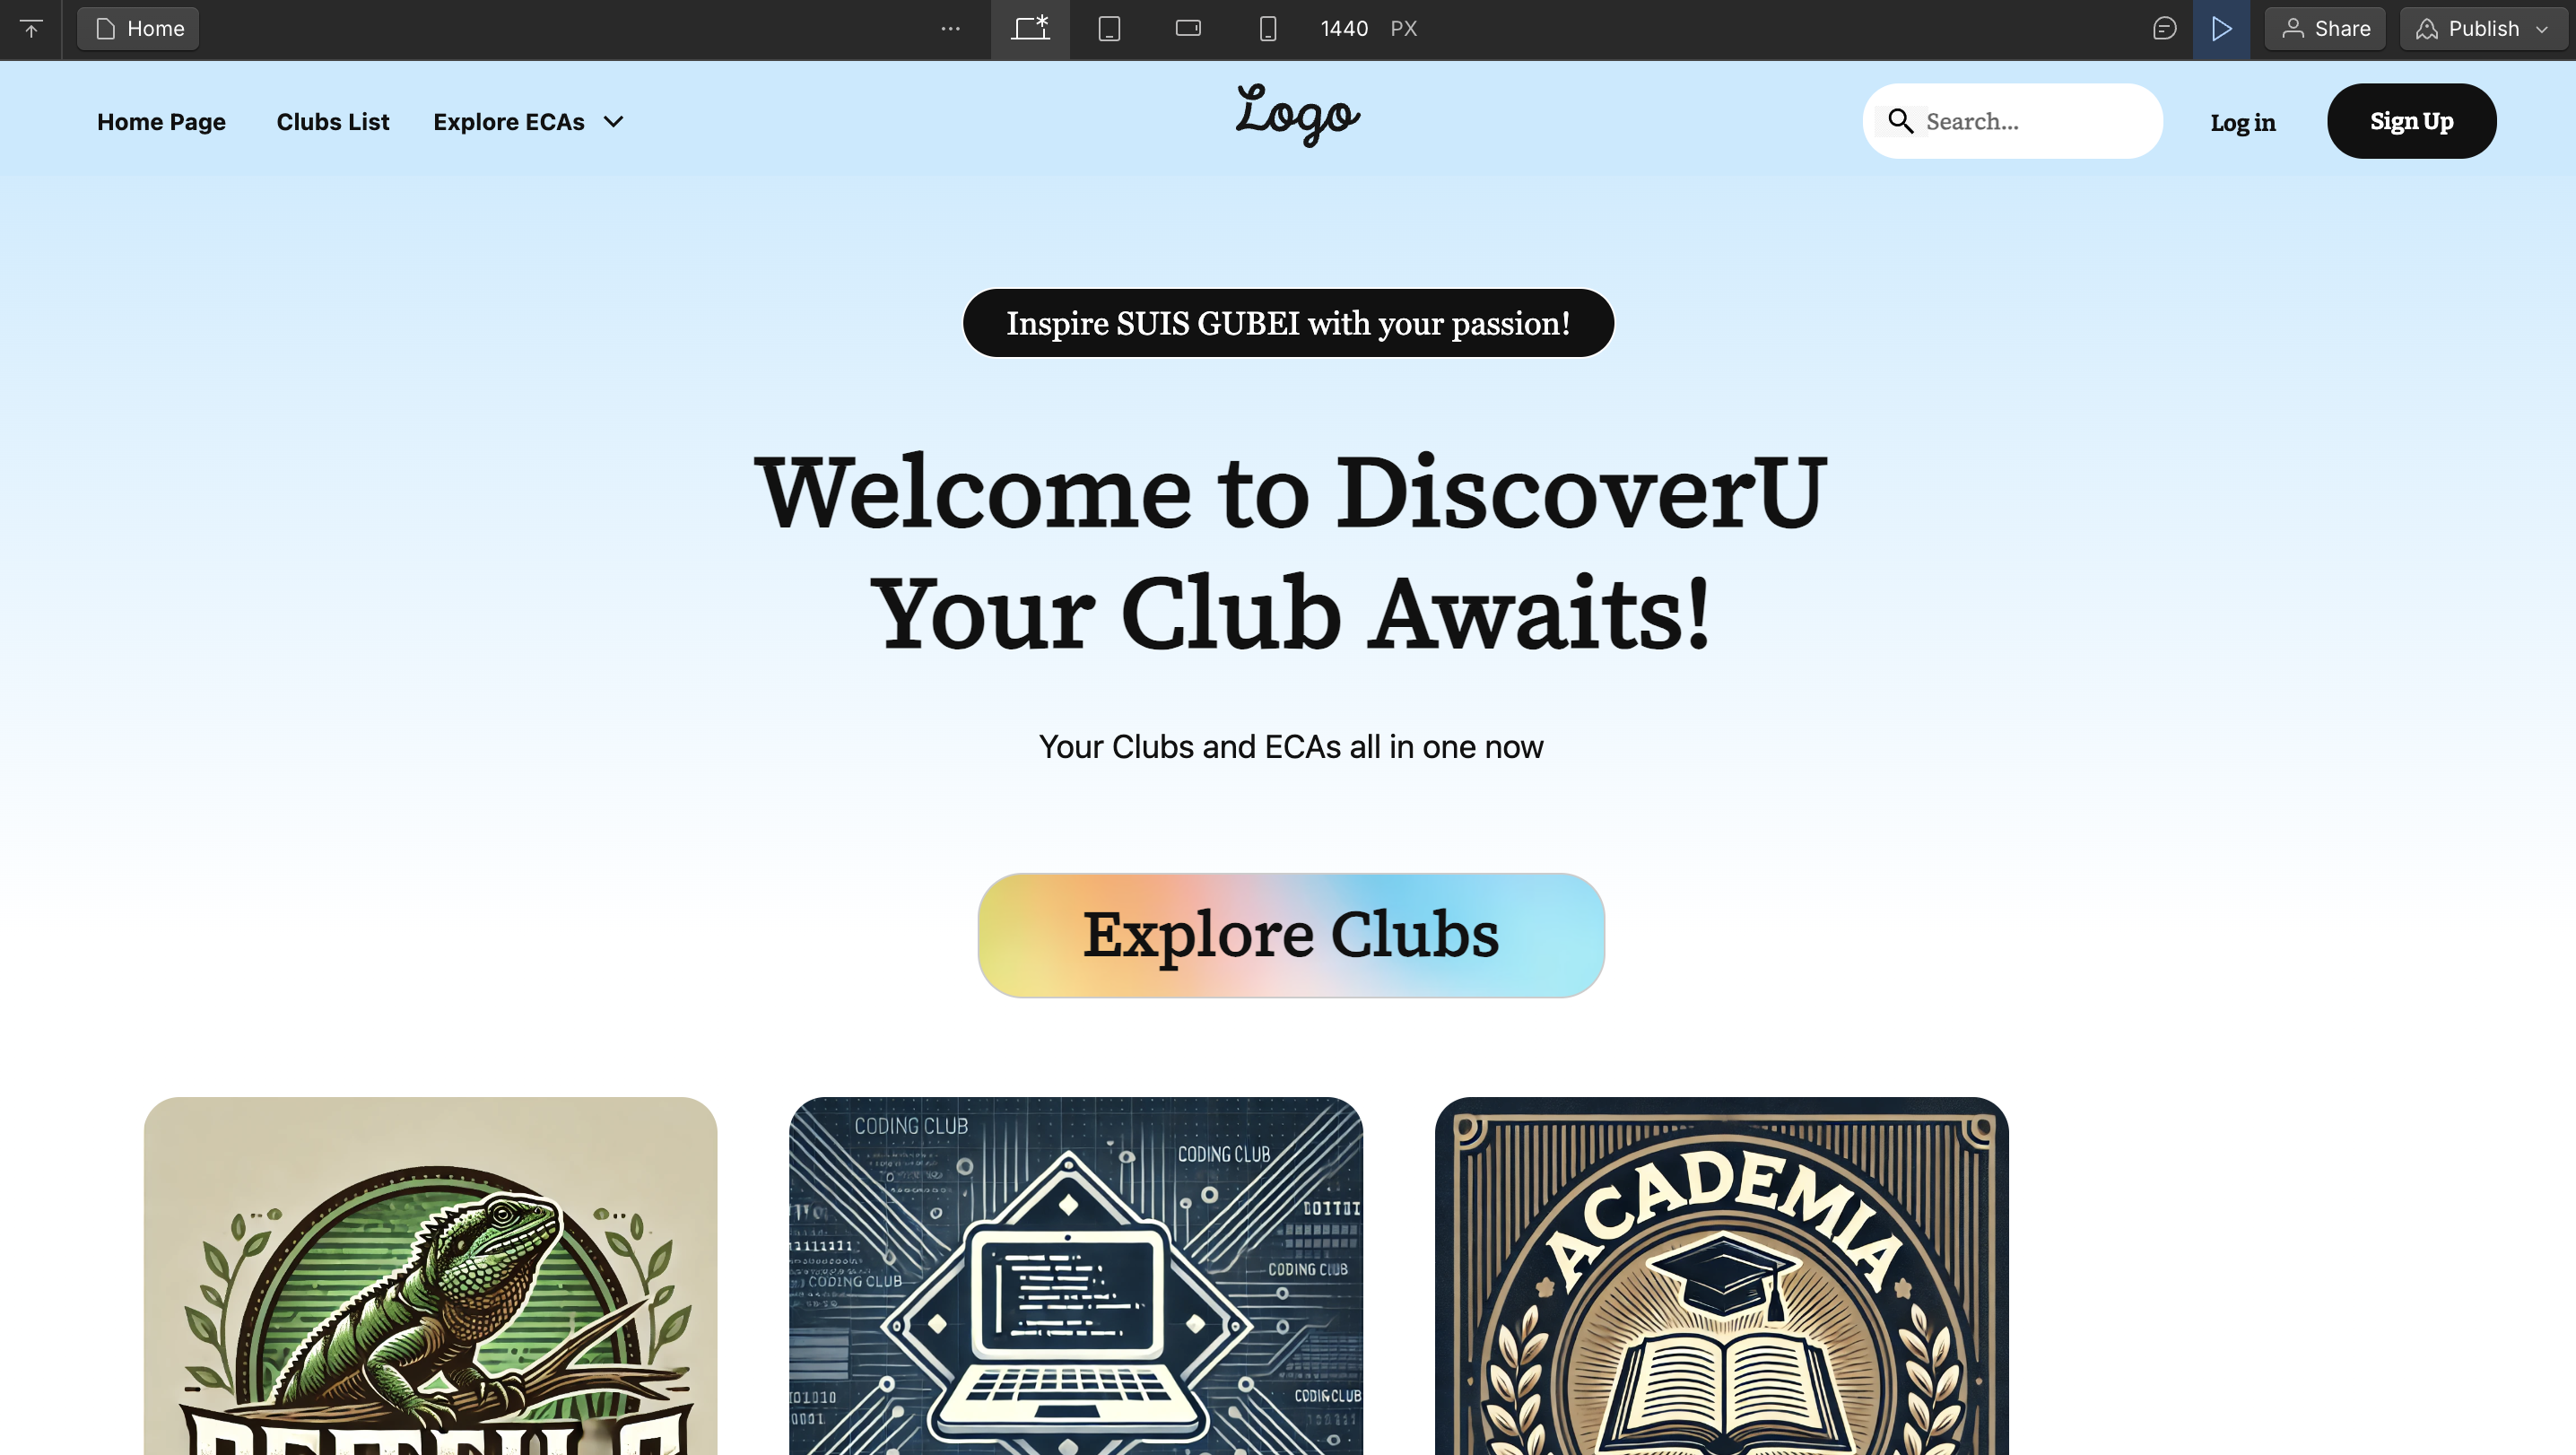 Home
1440 PX
Share
Publish
Home Page
Clubs List
Explore ECAs
Logo
Search...
Log in
Sign Up
Inspire SUIS GUBEI with your passion!
Welcome to DiscoverU
Your Club Awaits!
Your Clubs and ECAs all in one now
Explore Clubs
CODING CLUB
CODING CLUB
CODING CLUB
CODING CLUB
CODING CLUB
ACADEMIA